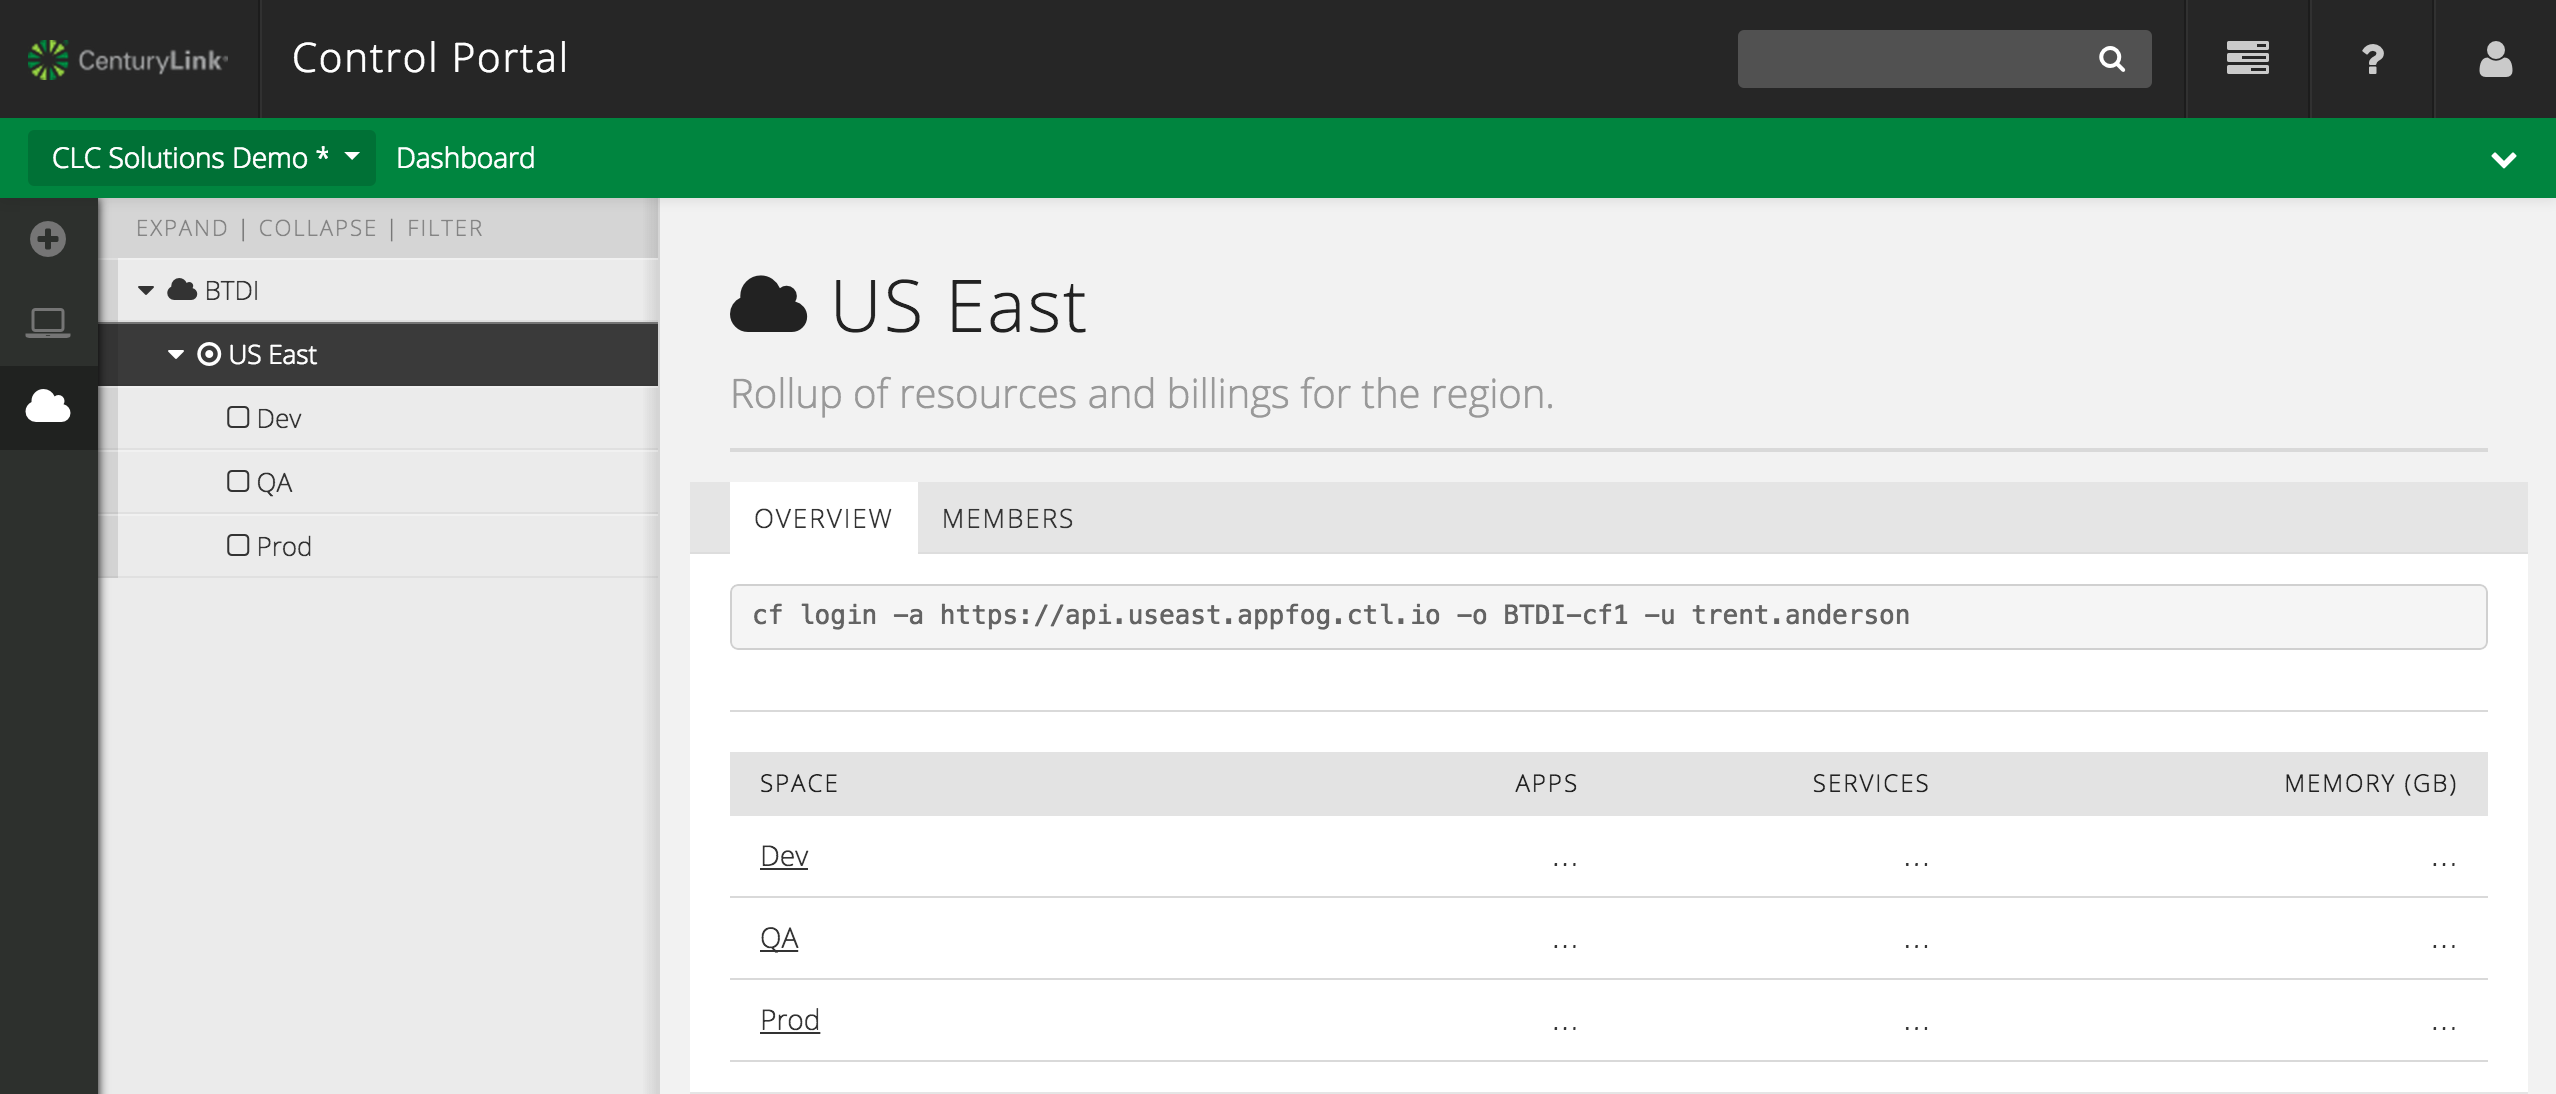 CenturyLink®
Control Portal
?
CLC Solutions Demo *
Dashboard
EXPAND | COLLAPSE | FILTER
BTDI
US East
Dev
QA
Prod
US East
Rollup of resources and billings for the region.
OVERVIEW MEMBERS
cf login -a https://api.useast.appfog.ctl.io -o BTDI-cf1 -u trent.anderson
SPACE APPS SERVICES MEMORY (GB)
Dev ... ... ...
QA ... ... ...
Prod ... ... ...